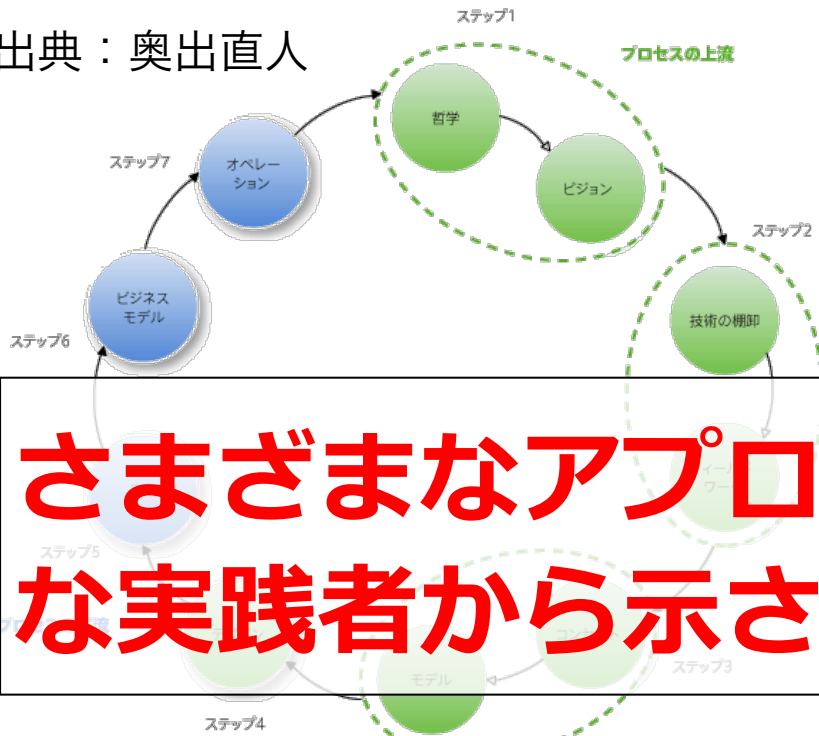 ステップ1
出典：奥出直人
プロセスの上流
哲学
ステップ7
オペレー
ション
ビジョン
ステップ2
ビジネス
モデル
技術の棚卸
ステップ6
さまざまなアプロ
ワー
ステップ5
な実践者から示さ
モデル
ステップ3
ステップ4